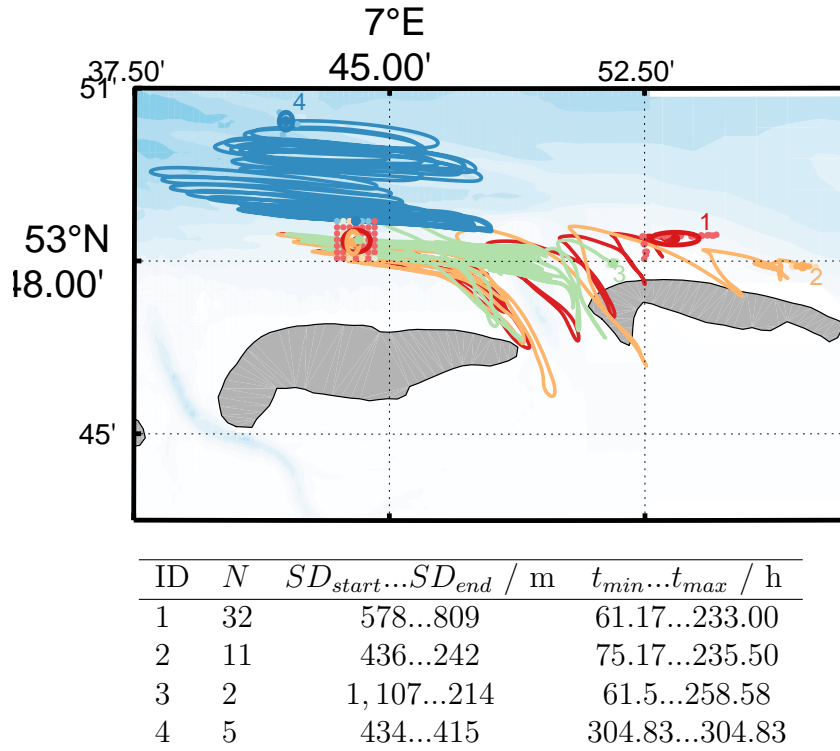 7°E
37.50' 45.00' 52.50'
51'
4
1
53°N
48.00'
3
2
45'
ID N SD_start...SD_end / m t_min...t_max / h
1 32 578...809 61.17...233.00
2 11 436...242 75.17...235.50
3 2 1, 107...214 61.5...258.58
4 5 434...415 304.83...304.83